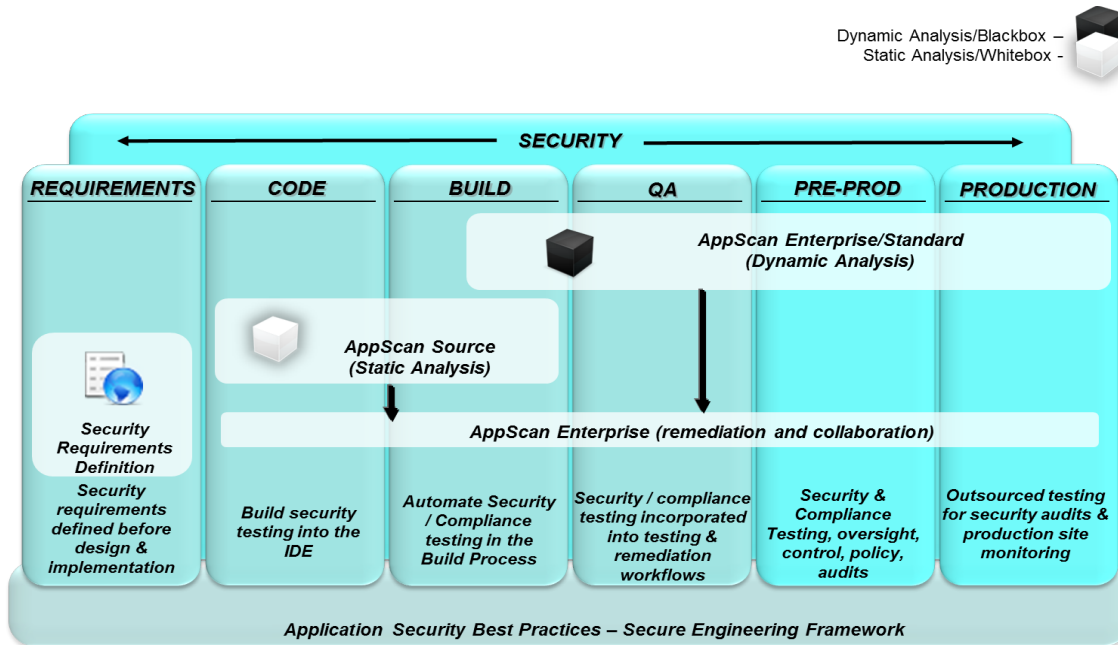 Dynamic Analysis/Blackbox –
Static Analysis/Whitebox -
SECURITY
REQUIREMENTS
CODE
BUILD
QA
PRE-PROD
PRODUCTION
AppScan Enterprise/Standard
(Dynamic Analysis)
AppScan Source
(Static Analysis)
Security
Requirements
Definition
AppScan Enterprise (remediation and collaboration)
Security
requirements
defined before
design &
implementation
Build security
testing into the
IDE
Automate Security
/ Compliance
testing in the
Build Process
Security / compliance
testing incorporated
into testing &
remediation
workflows
Security &
Compliance
Testing, oversight,
control, policy,
audits
Outsourced testing
for security audits &
production site
monitoring
Application Security Best Practices – Secure Engineering Framework